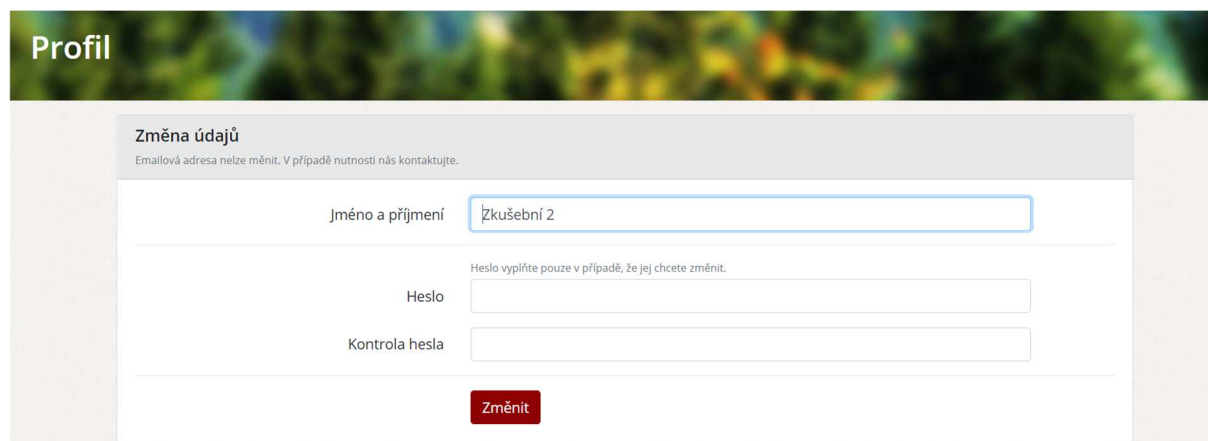 Profil
Změna údajů
Emailová adresa nelze měnit. V případě nutnosti nás kontaktujte.
Jméno a příjmení Zkušební 2
Heslo vyplňte pouze v případě, že jej chcete změnit.
Heslo
Kontrola hesla
Změnit